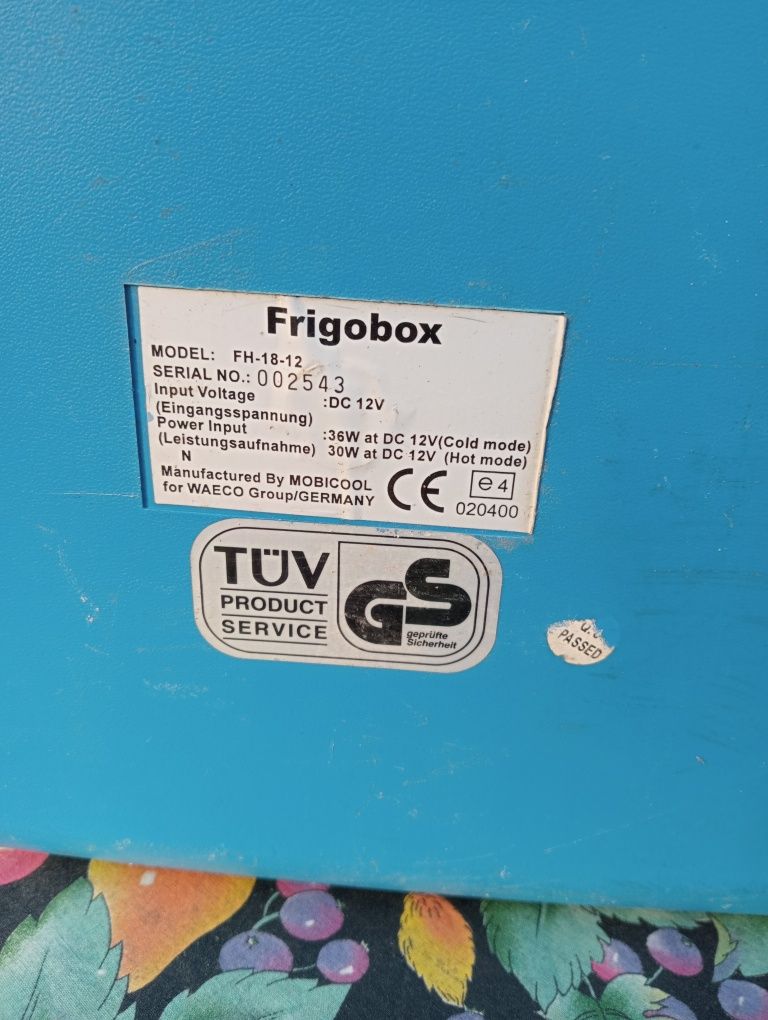 Frigobox
MODEL: FH-18-12
SERIAL NO.: 002543
Input Voltage :DC 12V
(Eingangsspannung)
Power Input :36W at DC 12V(Cold mode)
(Leistungsaufnahme) 30W at DC 12V (Hot mode)
N
Manufactured By MOBICOOL
for WAECO Group/GERMANY
CE
e4
020400
TÜV
PRODUCT
SERVICE
GS
geprüfte
Sicherheit
PASSED